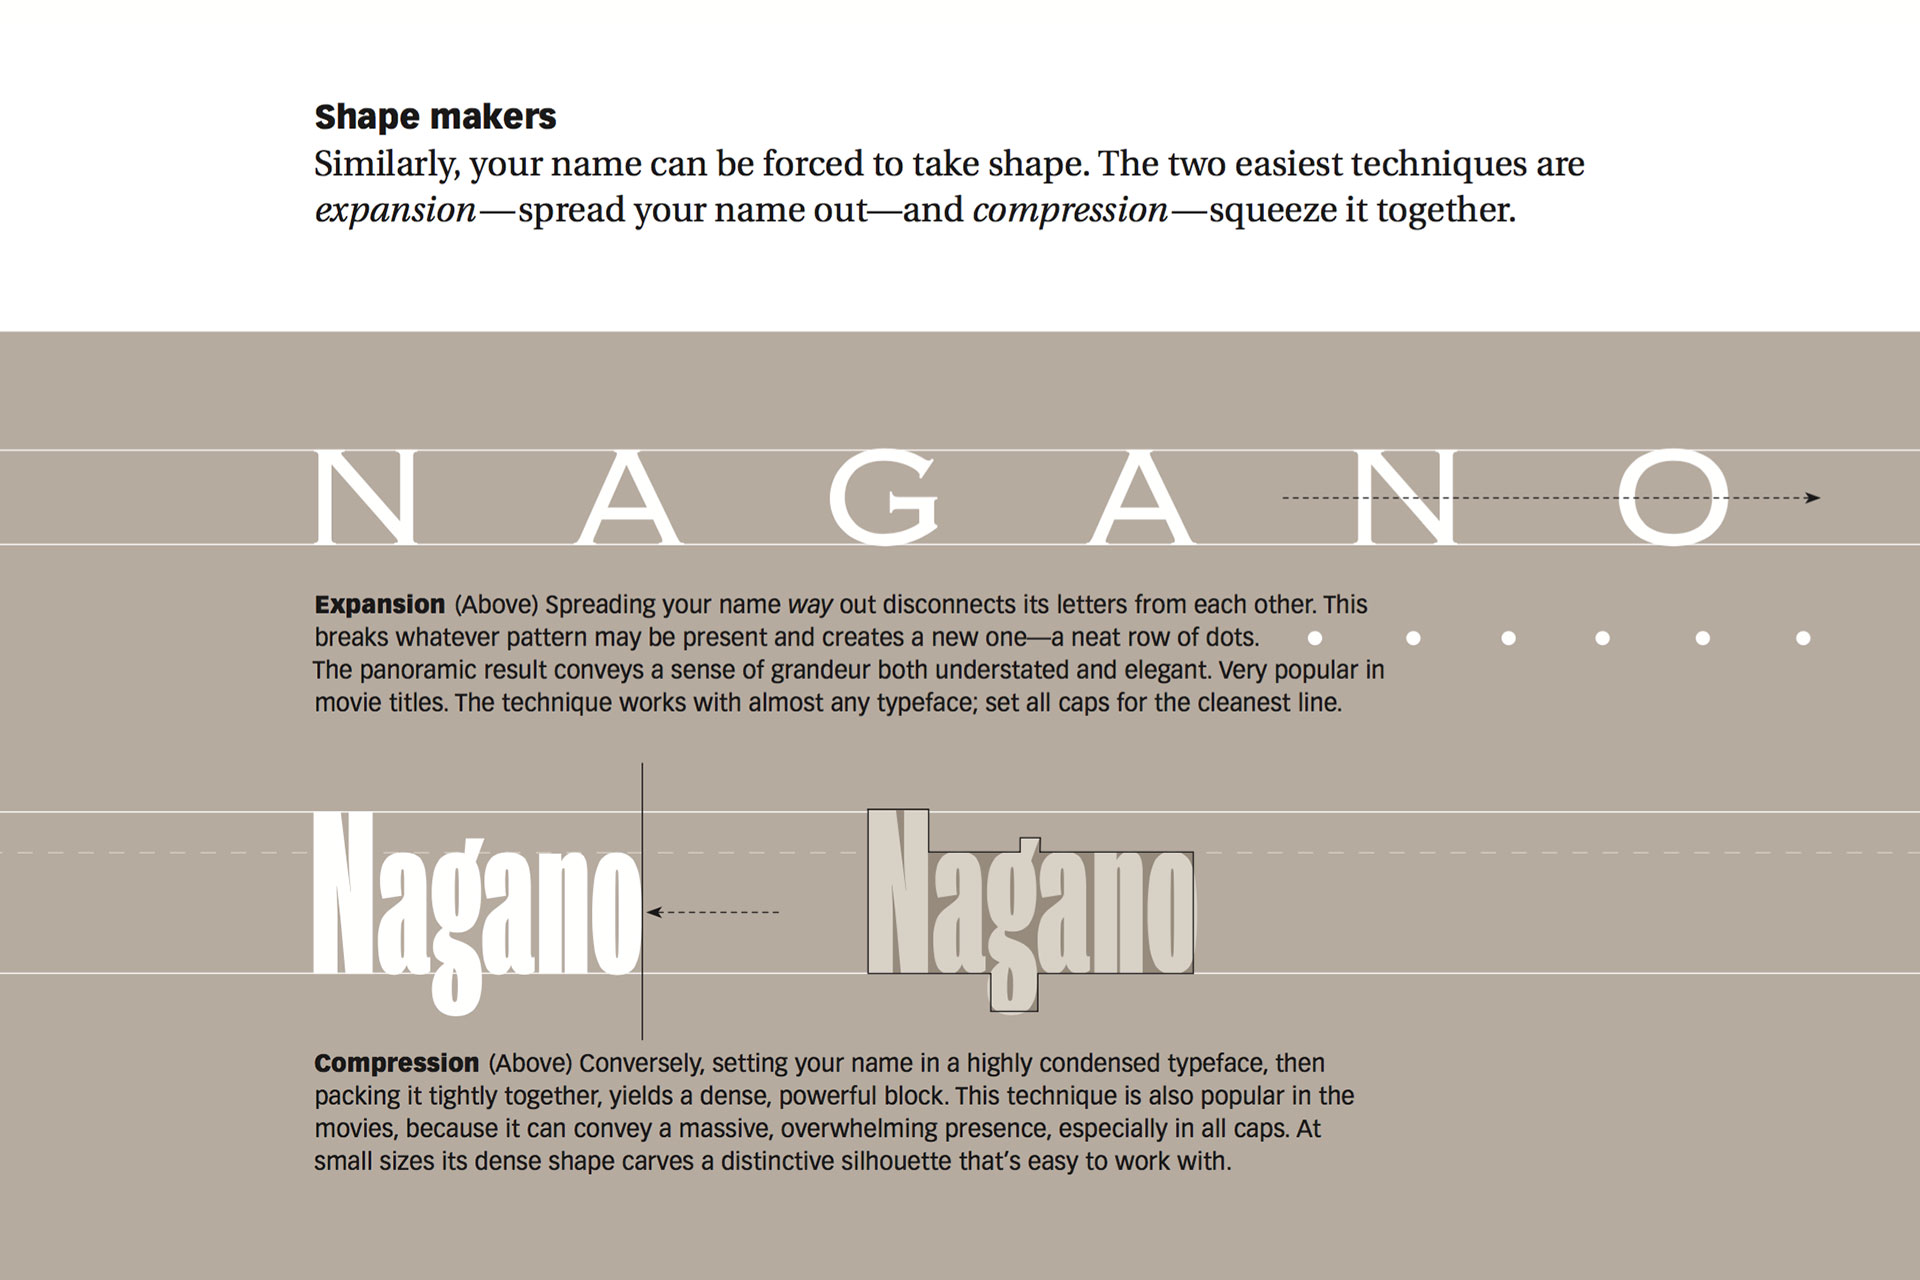 Shape makers
Similarly, your name can be forced to take shape. The two easiest techniques are
expansion—spread your name out—and compression—squeeze it together.
NAGANO
Expansion (Above) Spreading your name way out disconnects its letters from each other. This
breaks whatever pattern may be present and creates a new one—a neat row of dots.
The panoramic result conveys a sense of grandeur both understated and elegant. Very popular in
movie titles. The technique works with almost any typeface; set all caps for the cleanest line.
Nagano Nagano
Compression (Above) Conversely, setting your name in a highly condensed typeface, then
packing it tightly together, yields a dense, powerful block. This technique is also popular in the
movies, because it can convey a massive, overwhelming presence, especially in all caps. At
small sizes its dense shape carves a distinctive silhouette that’s easy to work with.